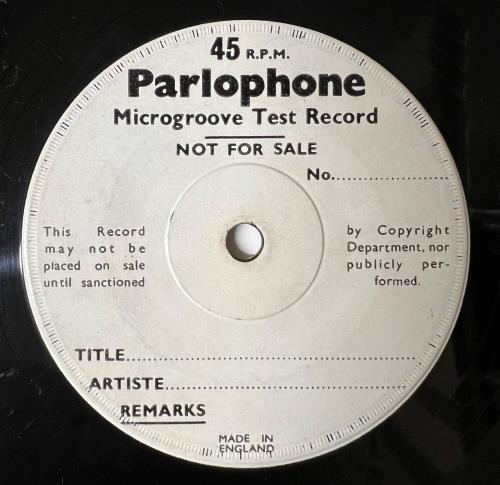 45 R.P.M.
Parlophone
Microgroove Test Record
NOT FOR SALE
No..............................
This Record
may not be
placed on sale
until sanctioned
by Copyright
Department, nor
publicly per-
formed.
TITLE..............................................................
ARTISTE....................................................
REMARKS
MADE IN
ENGLAND